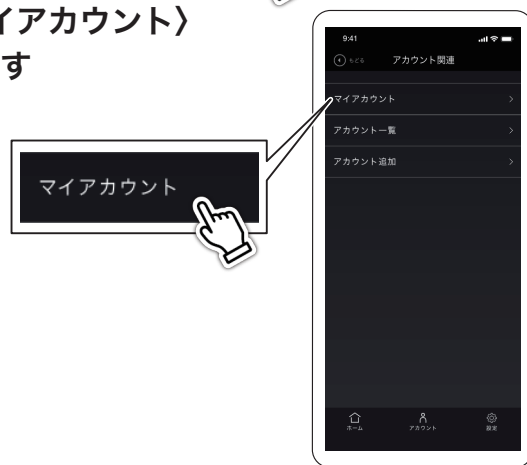 イアカウント〉
す
マイアカウント
9:41
もどる
アカウント関連
マイアカウント
アカウント一覧
アカウント追加
ホーム
アカウント
設定